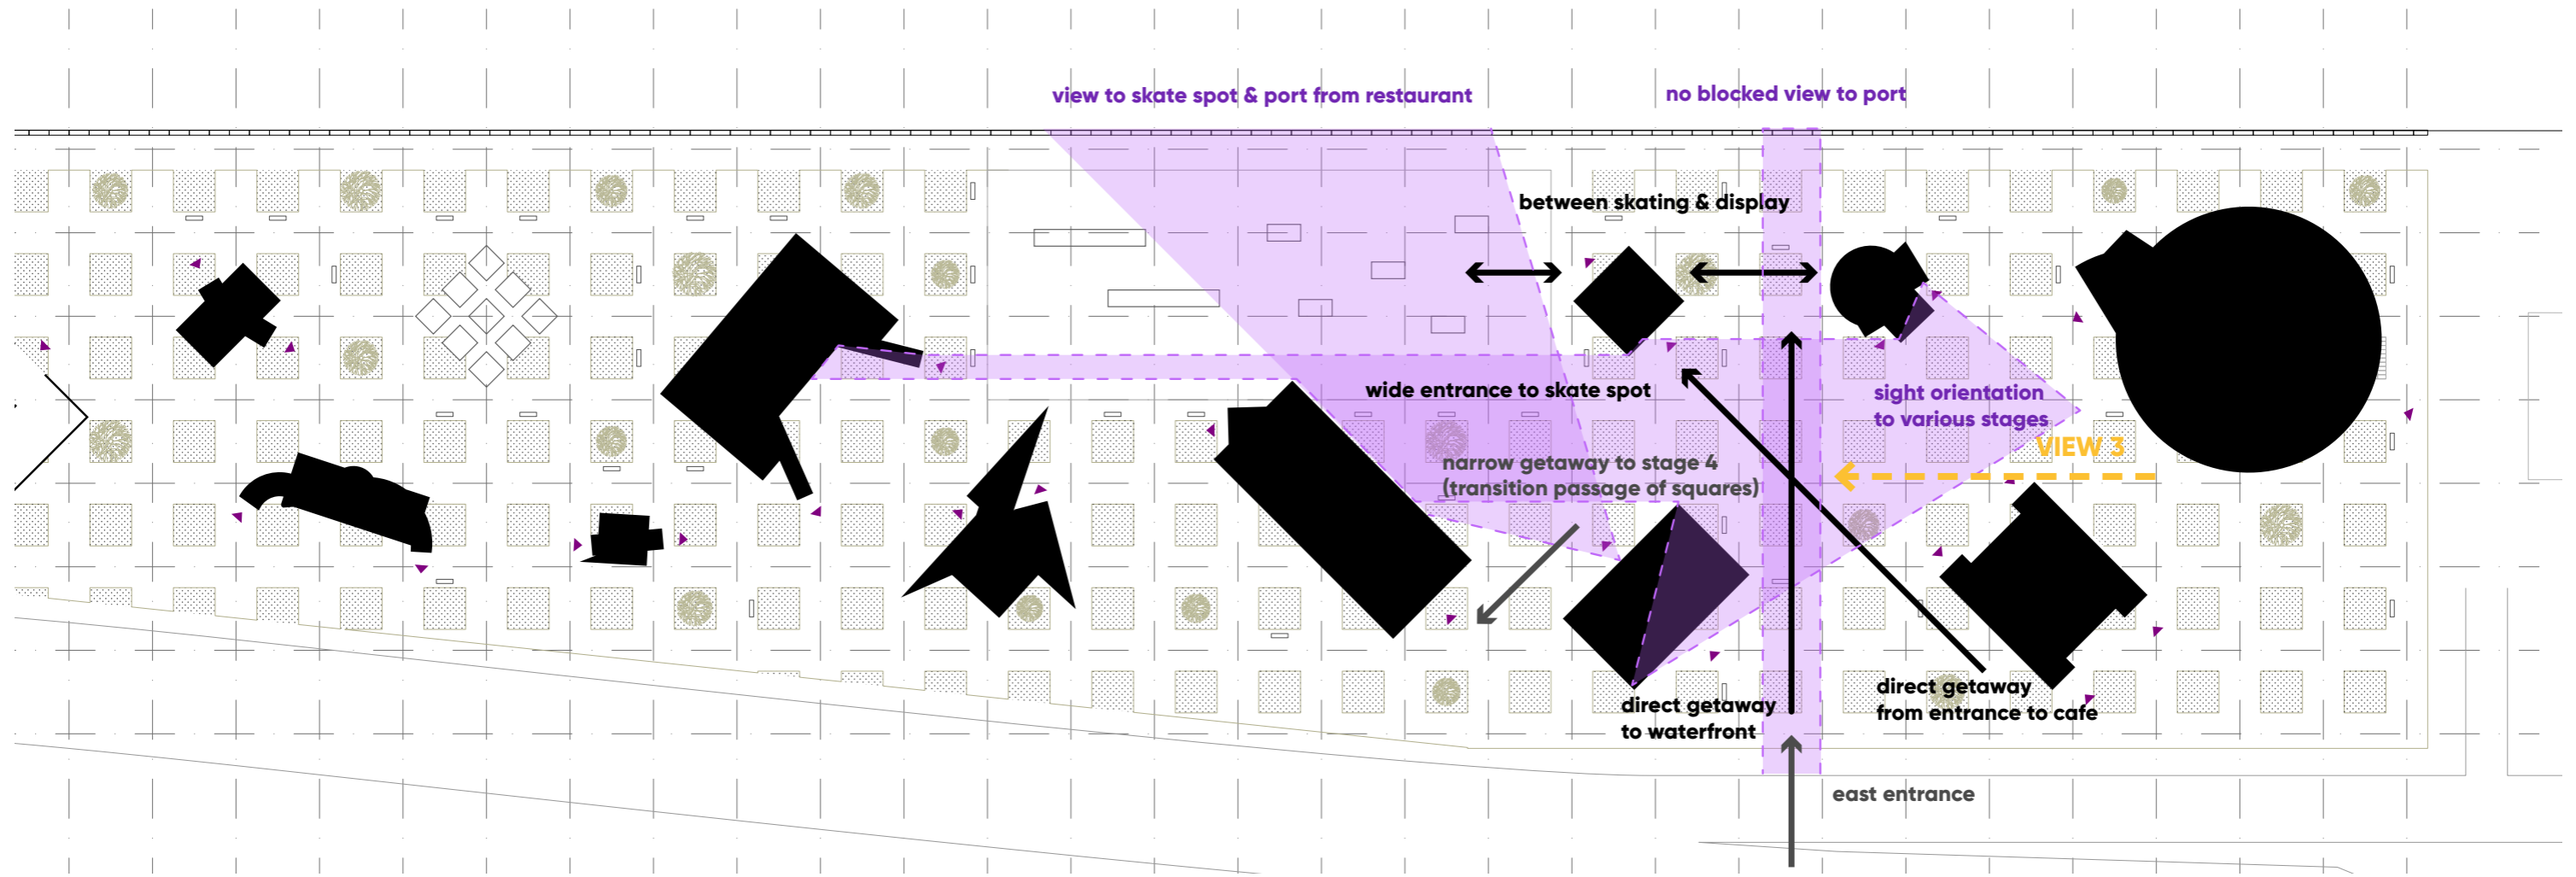 view to skate spot & port from restaurant
no blocked view to port
between skating & display
wide entrance to skate spot
sight orientation
to various stages
VIEW 3
narrow getaway to stage 4
(transition passage of squares)
direct getaway
from entrance to cafe
direct getaway
to waterfront
east entrance